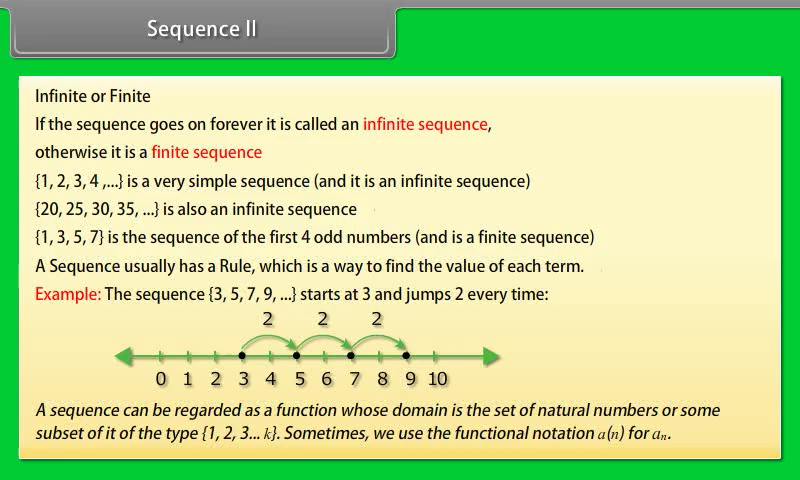 Sequence II
Infinite or Finite
If the sequence goes on forever it is called an infinite sequence,
otherwise it is a finite sequence
{1, 2, 3, 4 ,...} is a very simple sequence (and it is an infinite sequence)
{20, 25, 30, 35, ...} is also an infinite sequence
{1, 3, 5, 7} is the sequence of the first 4 odd numbers (and is a finite sequence)
A Sequence usually has a Rule, which is a way to find the value of each term.
Example: The sequence {3, 5, 7, 9, ...} starts at 3 and jumps 2 every time:
2 2 2
0 1 2 3 4 5 6 7 8 9 10
A sequence can be regarded as a function whose domain is the set of natural numbers or some
subset of it of the type {1, 2, 3... k}. Sometimes, we use the functional notation a(n) for aₙ.